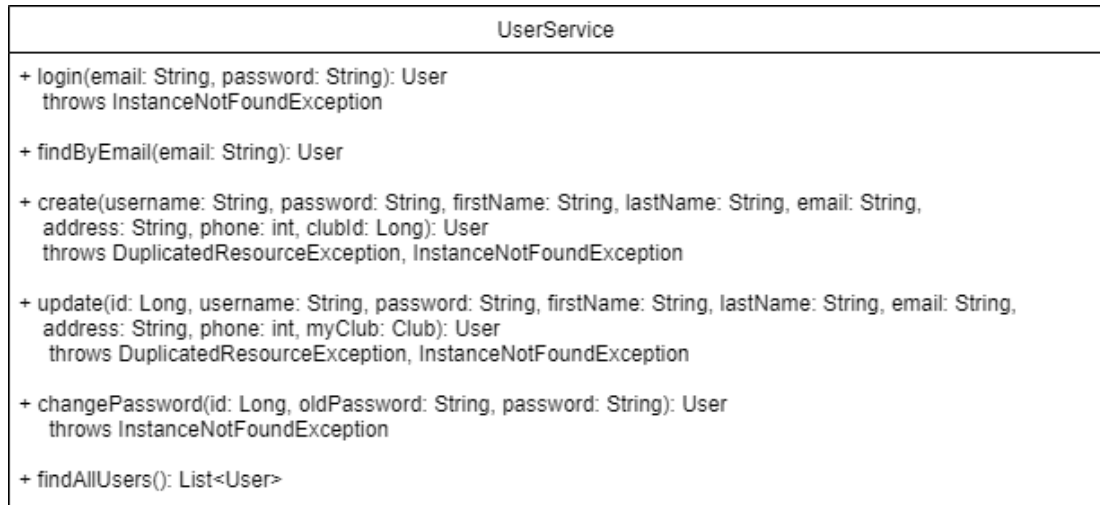 UserService
+ login(email: String, password: String): User
throws InstanceNotFoundException
+ findByEmail(email: String): User
+ create(username: String, password: String, firstName: String, lastName: String, email: String,
address: String, phone: int, clubId: Long): User
throws DuplicatedResourceException, InstanceNotFoundException
+ update(id: Long, username: String, password: String, firstName: String, lastName: String, email: String,
address: String, phone: int, myClub: Club): User
throws DuplicatedResourceException, InstanceNotFoundException
+ changePassword(id: Long, oldPassword: String, password: String): User
throws InstanceNotFoundException
+ findAllUsers(): List<User>